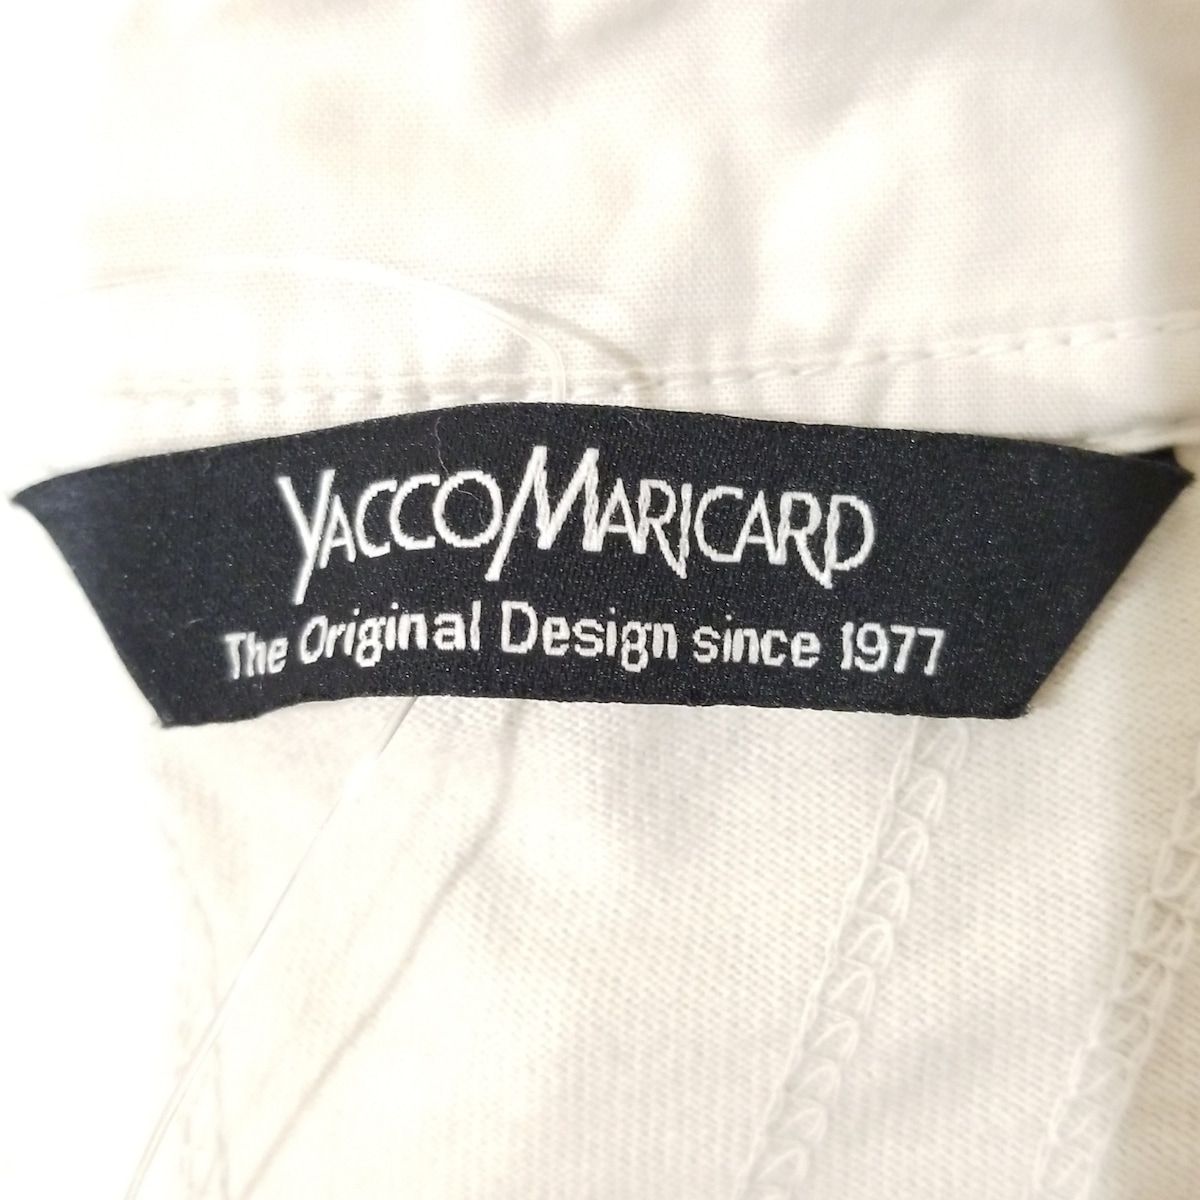 YACCOMARICARD
The Original Design since 1977